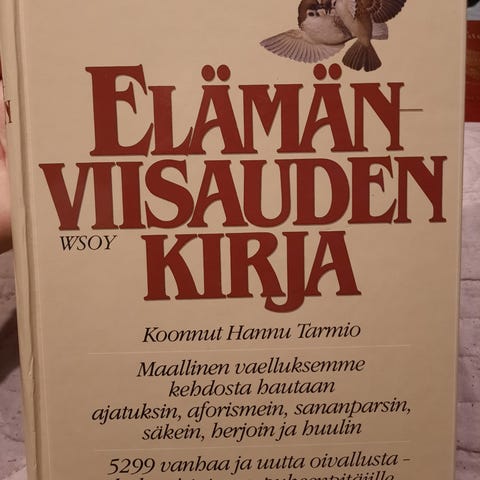 ELÄMÄN-
VIISAUDEN
WSOY
KIRJA
Koonnut Hannu Tarmio
Maallinen vaelluksemme
kehdosta hautaan
ajatuksin, aforismein, sananparsin,
säkein, herjoin ja huulin
5299 vanhaa ja uutta oivallusta –